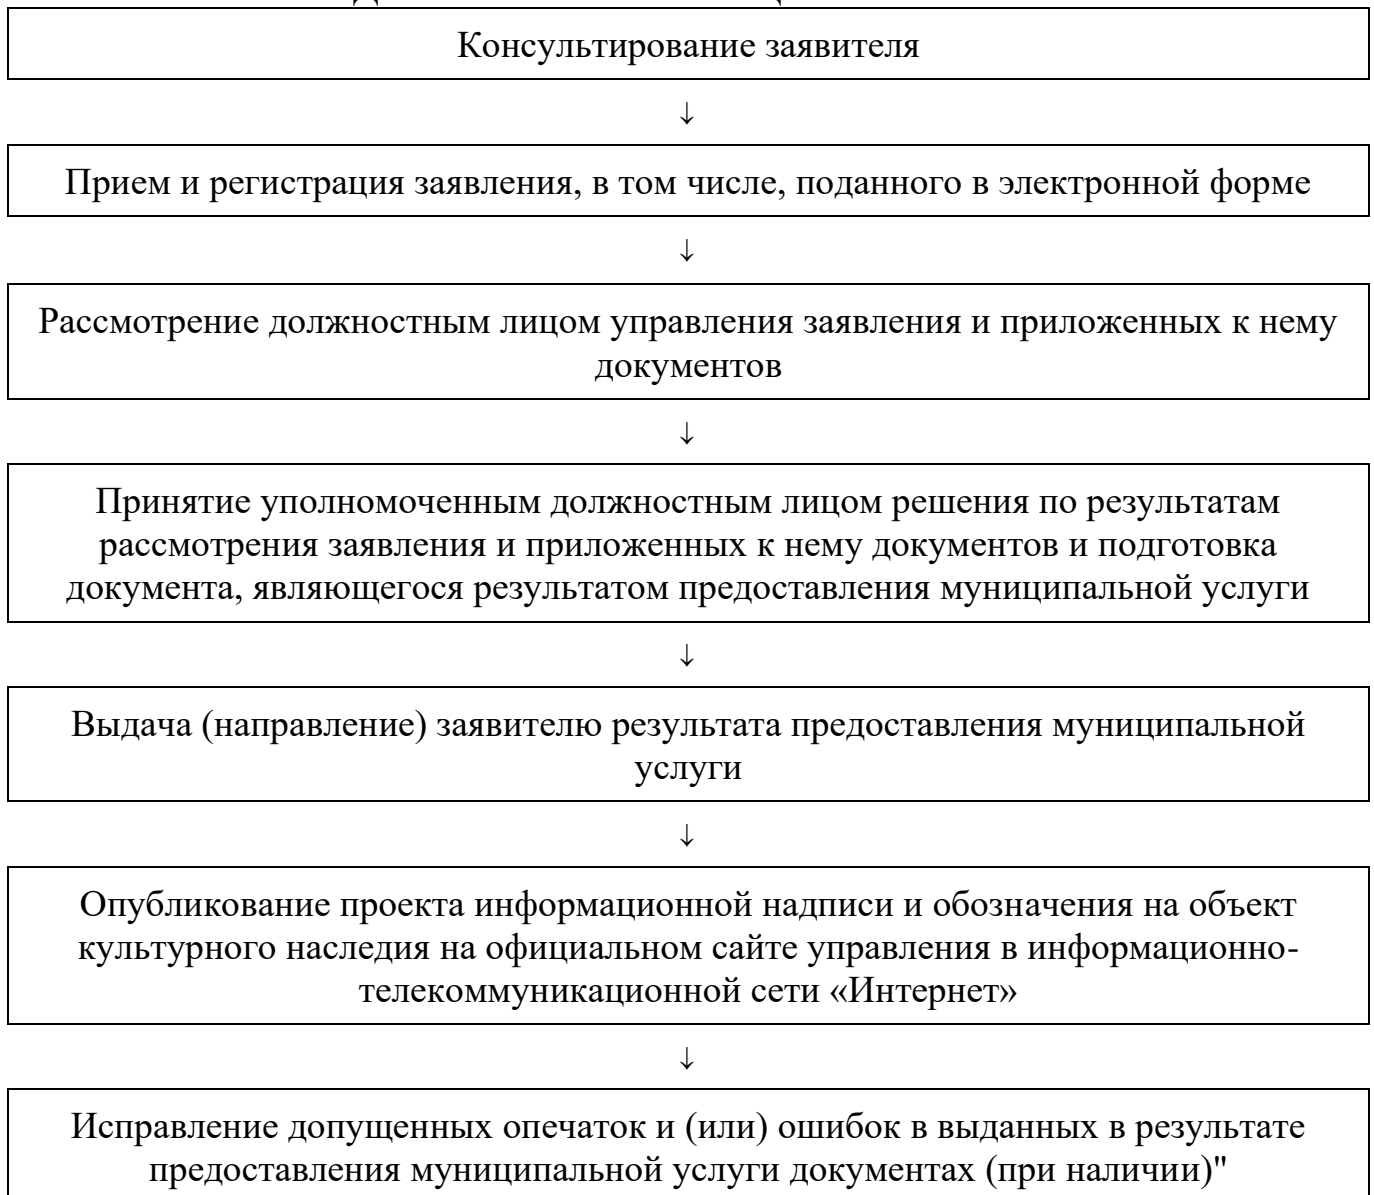 Консультирование заявителя
↓
Прием и регистрация заявления, в том числе, поданного в электронной форме
↓
Рассмотрение должностным лицом управления заявления и приложенных к нему
документов
↓
Принятие уполномоченным должностным лицом решения по результатам
рассмотрения заявления и приложенных к нему документов и подготовка
документа, являющегося результатом предоставления муниципальной услуги
↓
Выдача (направление) заявителю результата предоставления муниципальной
услуги
↓
Опубликование проекта информационной надписи и обозначения на объект
культурного наследия на официальном сайте управления в информационно-
телекоммуникационной сети «Интернет»
↓
Исправление допущенных опечаток и (или) ошибок в выданных в результате
предоставления муниципальной услуги документах (при наличии)"